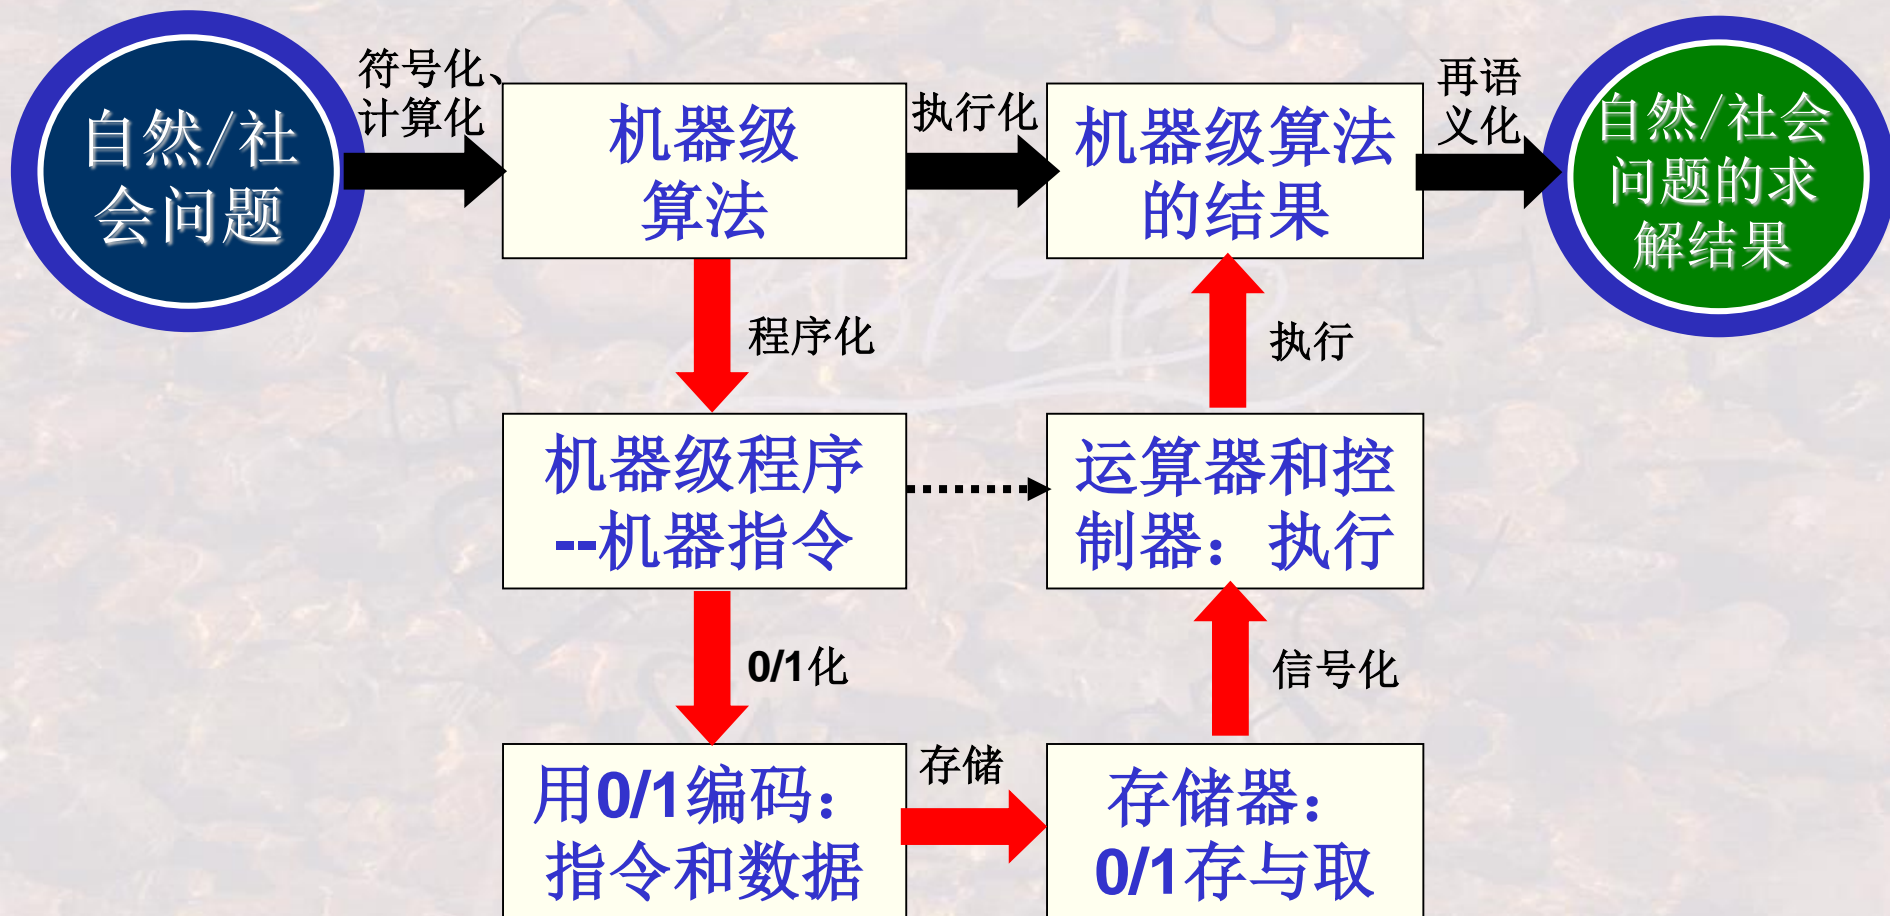 符号化、
计算化
自然/社
会问题
机器级
算法
执行化
机器级算法
的结果
再语
义化
自然/社会
问题的求
解结果
程序化
执行
机器级程序
--机器指令
运算器和控
制器：执行
0/1化
信号化
用0/1编码：
指令和数据
存储
存储器：
0/1存与取